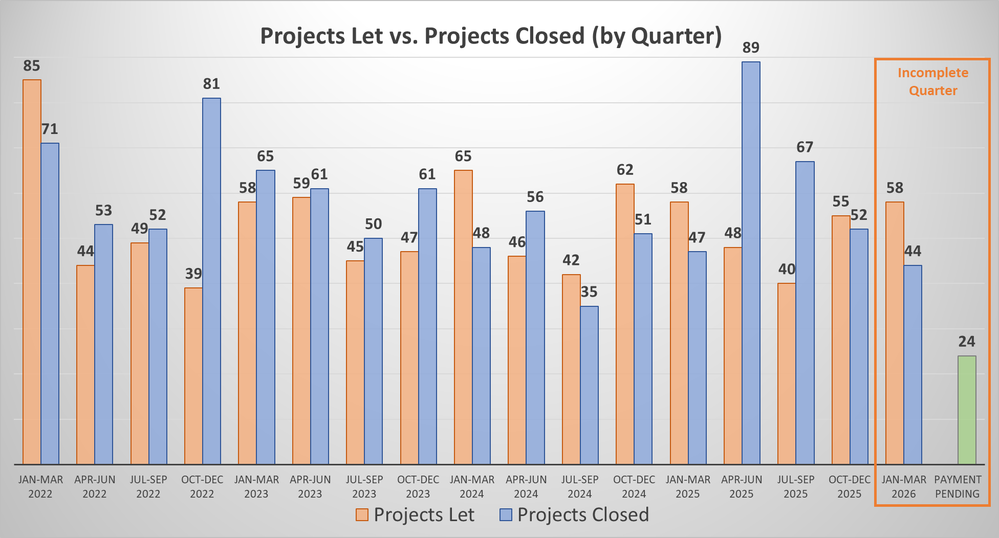 Projects Let vs. Projects Closed (by Quarter)
Incomplete
Quarter
85
71
44
53
49
52
39
81
58
65
59
61
45
50
47
61
65
48
46
56
42
35
62
51
58
47
48
89
40
67
55
52
58
44
24
JAN-MAR
2022
APR-JUN
2022
JUL-SEP
2022
OCT-DEC
2022
JAN-MAR
2023
APR-JUN
2023
JUL-SEP
2023
OCT-DEC
2023
JAN-MAR
2024
APR-JUN
2024
JUL-SEP
2024
OCT-DEC
2024
JAN-MAR
2025
APR-JUN
2025
JUL-SEP
2025
OCT-DEC
2025
JAN-MAR
2026
PAYMENT
PENDING
Projects Let
Projects Closed